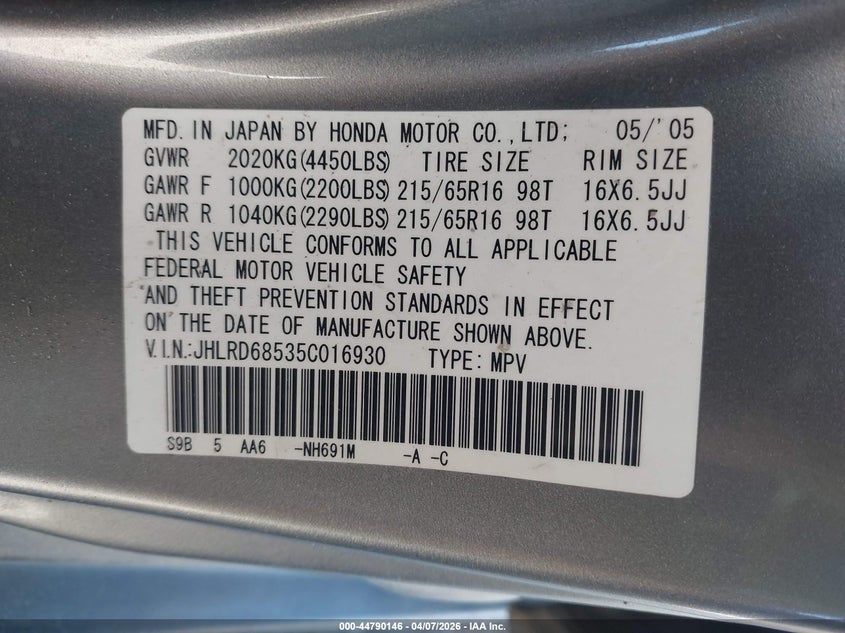 MFD. IN JAPAN BY HONDA MOTOR CO.,LTD; 05/'05
GVWR 2020KG(4450LBS) TIRE SIZE RIM SIZE
GAWR F 1000KG(2200LBS) 215/65R16 98T 16X6.5JJ
GAWR R 1040KG(2290LBS) 215/65R16 98T 16X6.5JJ
THIS VEHICLE CONFORMS TO ALL APPLICABLE
FEDERAL MOTOR VEHICLE SAFETY
AND THEFT PREVENTION STANDARDS IN EFFECT
ON THE DATE OF MANUFACTURE SHOWN ABOVE.
V.I.N.:JHLRD68535C016930 TYPE: MPV
S9B 5 AA6 -NH691M -A -C
000-44790146 - 04/07/2026 - IAA Inc.